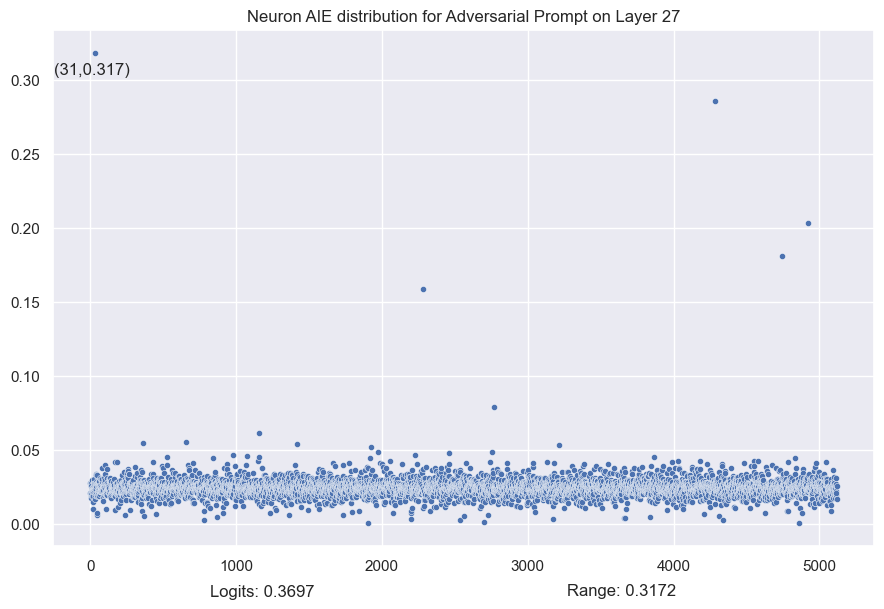 Neuron AIE distribution for Adversarial Prompt on Layer 27
(31,0.317)
0.30
0.25
0.20
0.15
0.10
0.05
0.00
0 1000 2000 3000 4000 5000
Logits: 0.3697 Range: 0.3172